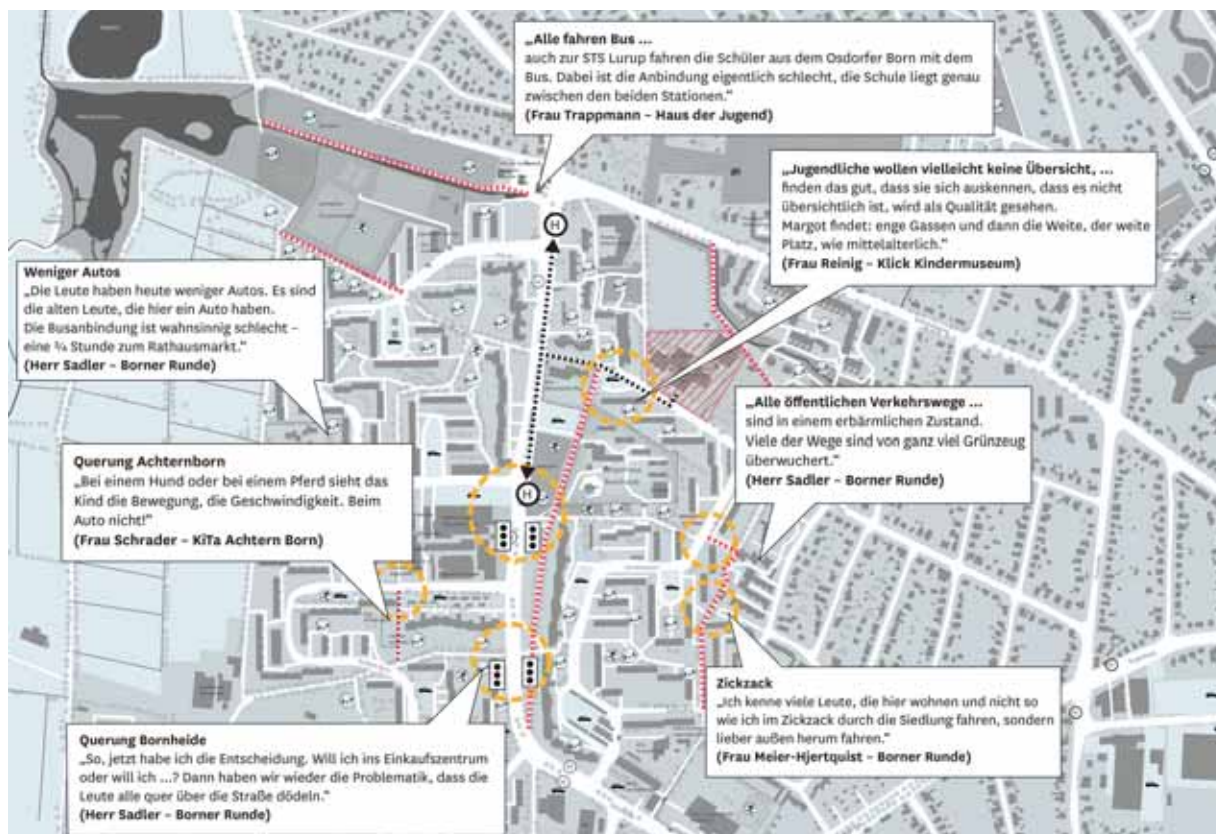 „Alle fahren Bus ...
auch zur STS Lurup fahren die Schüler aus dem Osdorfer Born mit dem
Bus. Dabei ist die Anbindung eigentlich schlecht, die Schule liegt genau
zwischen den beiden Stationen.“
(Frau Trappmann – Haus der Jugend)
„Jugendliche wollen vielleicht keine Übersicht, ...
finden das gut, dass sie sich auskennen, dass es nicht
übersichtlich ist, wird als Qualität gesehen.
Margot findet: enge Gassen und dann die Weite, der weite
Platz, wie mittelalterlich.“
(Frau Reinig – Klick Kindermuseum)
H
Weniger Autos
„Die Leute haben heute weniger Autos. Es sind
die alten Leute, die hier ein Auto haben.
Die Busanbindung ist wahnsinnig schlecht –
eine ¾ Stunde zum Rathausmarkt.“
(Herr Sadler – Borner Runde)
„Alle öffentlichen Verkehrswege ...
sind in einem erbärmlichen Zustand.
Viele der Wege sind von ganz viel Grünzeug
überwuchert.“
(Herr Sadler – Borner Runde)
Querung Achternborn
„Bei einem Hund oder bei einem Pferd sieht das
Kind die Bewegung, die Geschwindigkeit. Beim
Auto nicht!“
(Frau Schrader – KiTa Achtern Born)
H
Zickzack
„Ich kenne viele Leute, die hier wohnen und nicht so
wie ich im Zickzack durch die Siedlung fahren, sondern
lieber außen herum fahren.“
(Frau Meier-Hjertquist – Borner Runde)
Querung Bornheide
„So, jetzt habe ich die Entscheidung. Will ich ins Einkaufszentrum
oder will ich ...? Dann haben wir wieder die Problematik, dass die
Leute alle quer über die Straße dödeln.“
(Herr Sadler – Borner Runde)